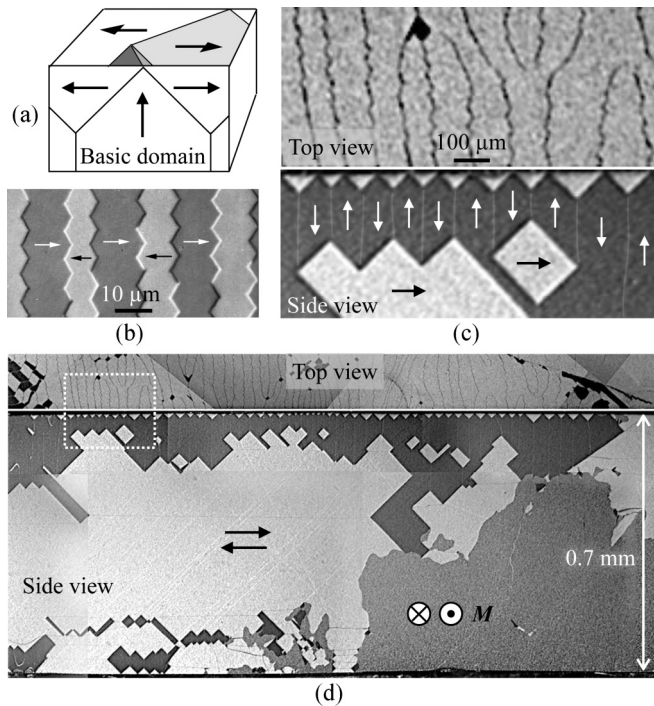 (a)
Basic domain
10 µm
(b)
Top view
100 µm
Side view
(c)
Top view
Side view
0.7 mm
M
(d)